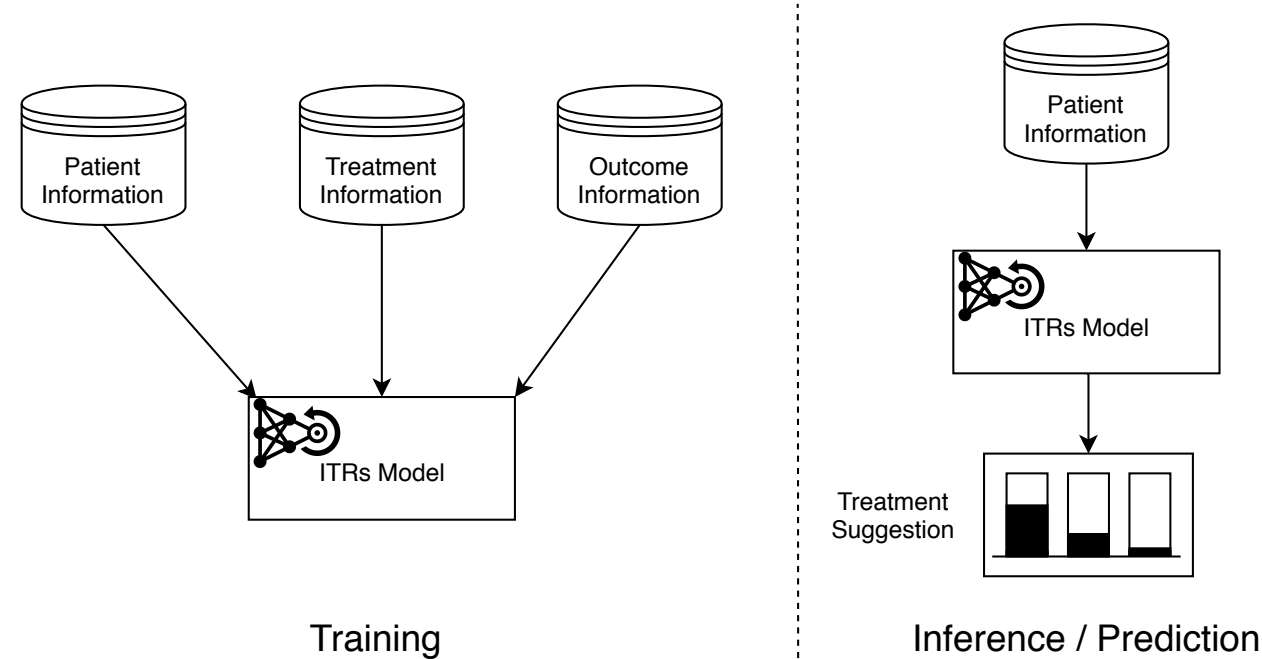 Patient
Information
Treatment
Information
Outcome
Information
ITRs Model
Training
Patient
Information
ITRs Model
Treatment
Suggestion
Inference / Prediction